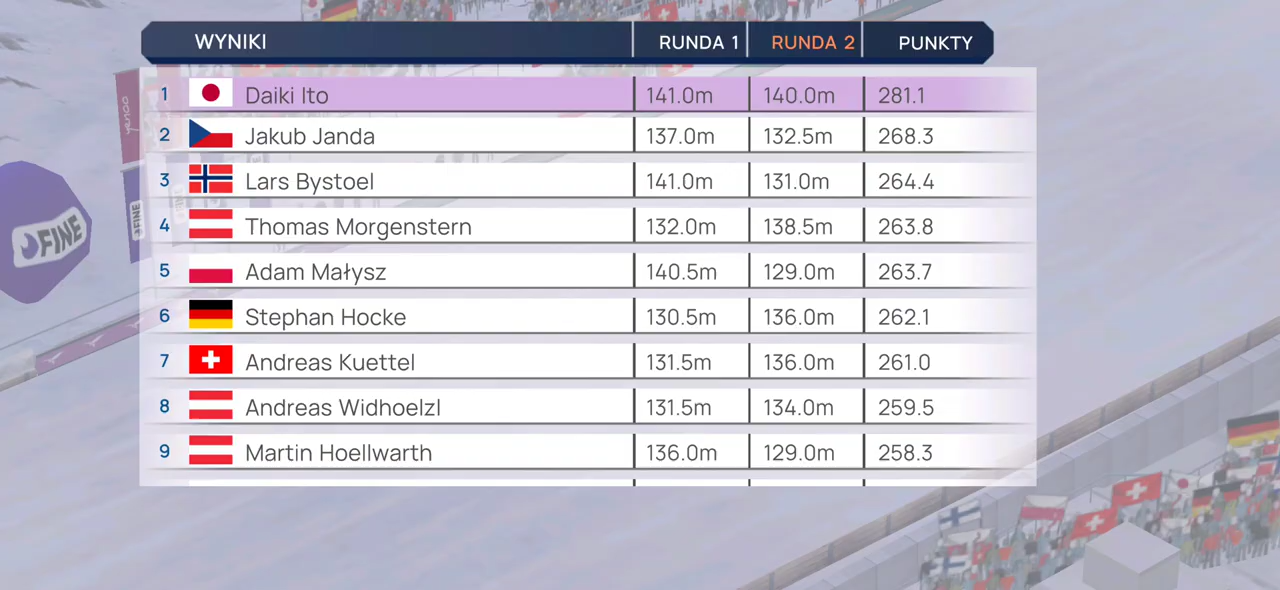 WYNIKI RUNDA 1 RUNDA 2 PUNKTY
1 Daiki Ito 141.0m 140.0m 281.1
2 Jakub Janda 137.0m 132.5m 268.3
3 Lars Bystoel 141.0m 131.0m 264.4
4 Thomas Morgenstern 132.0m 138.5m 263.8
5 Adam Małysz 140.5m 129.0m 263.7
6 Stephan Hocke 130.5m 136.0m 262.1
7 Andreas Kuettel 131.5m 136.0m 261.0
8 Andreas Widhoelzl 131.5m 134.0m 259.5
9 Martin Hoellwarth 136.0m 129.0m 258.3
FINE
FINE